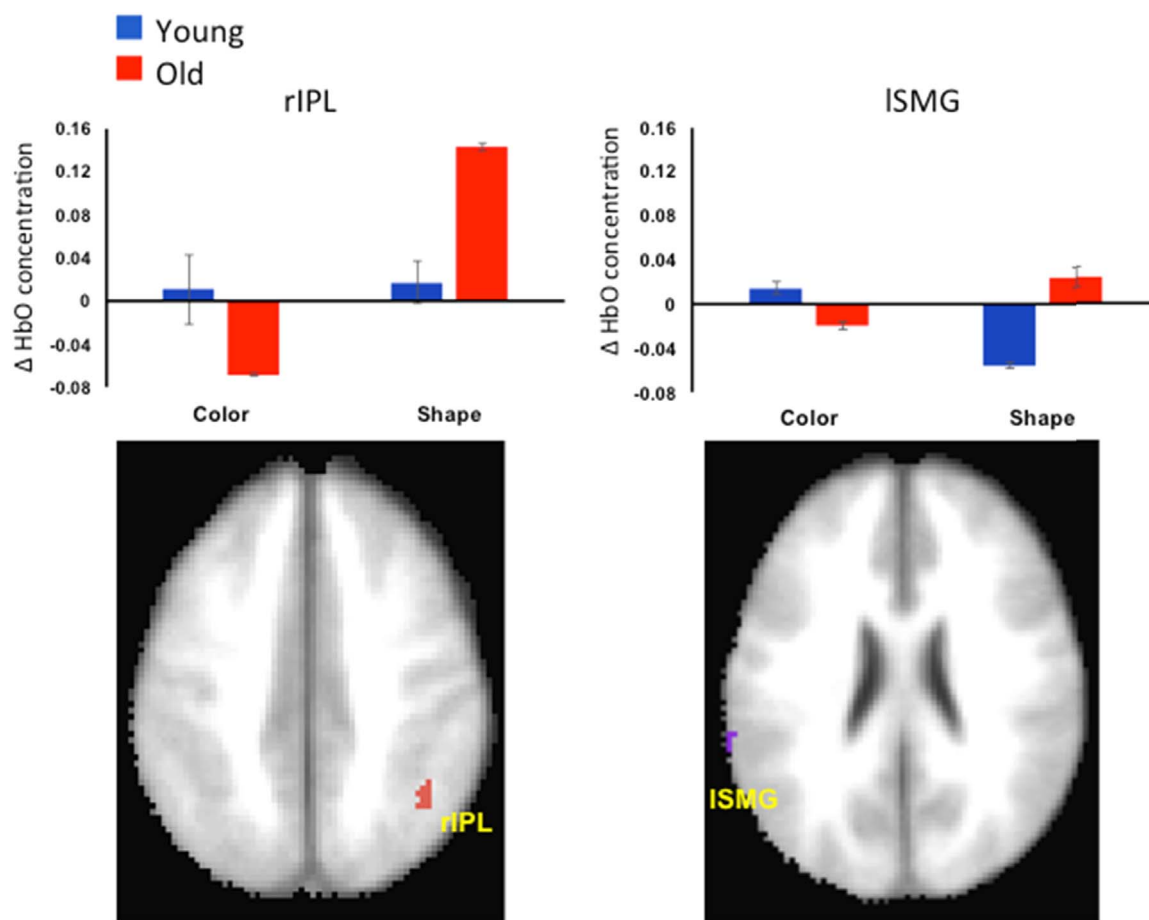 Young
Old
rIPL
lSMG
Δ HbO concentration
0.16
0.12
0.08
0.04
0
-0.04
-0.08
Color Shape
Δ HbO concentration
0.16
0.12
0.08
0.04
0
-0.04
-0.08
Color Shape
rIPL
lSMG